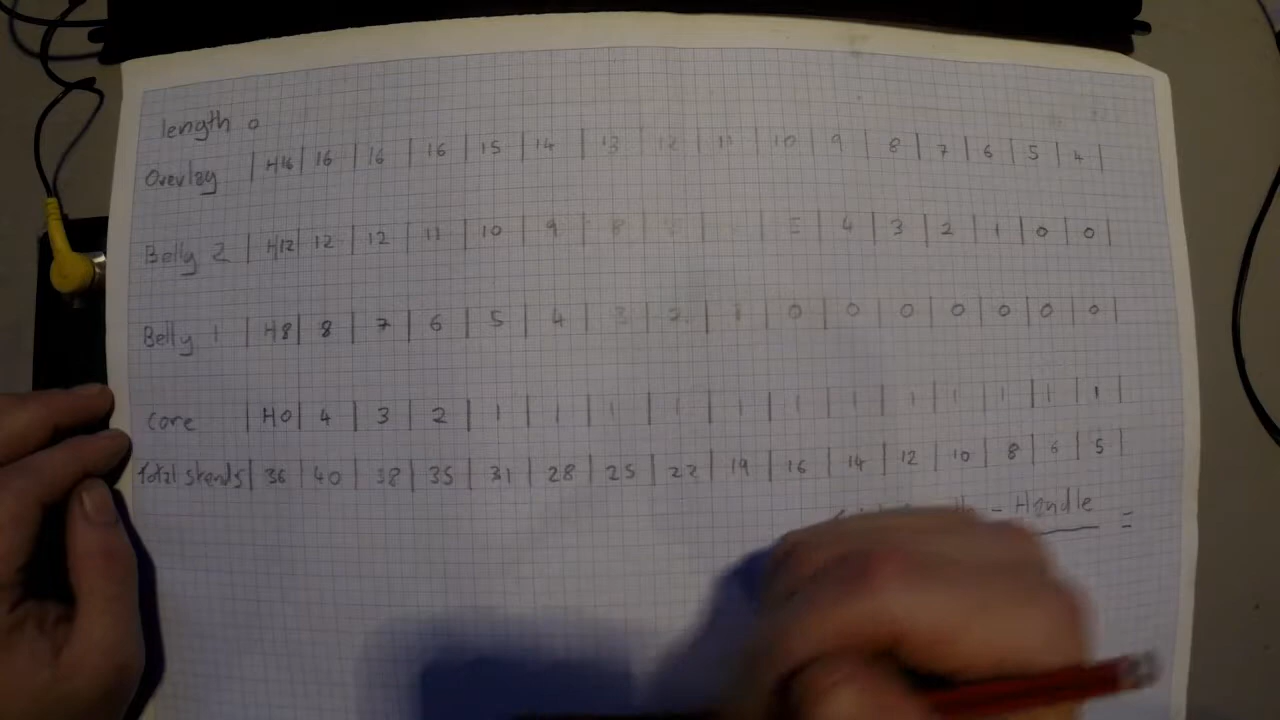 length o
Overlay | H16 | 16 | 16 | 16 | 15 | 14 | 13 | 12 | 11 | 10 | 9 | 8 | 7 | 6 | 5 | 4 |
Belly 2 | H12 | 12 | 12 | 11 | 10 | 9 | 8 | | | 5 | 4 | 3 | 2 | 1 | 0 | 0 |
Belly 1 | H8 | 8 | 7 | 6 | 5 | 4 | 3 | 2 | 1 | 0 | 0 | 0 | 0 | 0 | 0 | 0 |
Core | H0 | 4 | 3 | 2 | 1 | 1 | 1 | 1 | 1 | 1 | 1 | 1 | 1 | 1 | 1 | 1 |
Total strends | 36 | 40 | 38 | 35 | 31 | 28 | 25 | 22 | 19 | 16 | 14 | 12 | 10 | 8 | 6 | 5 |
- Handle =